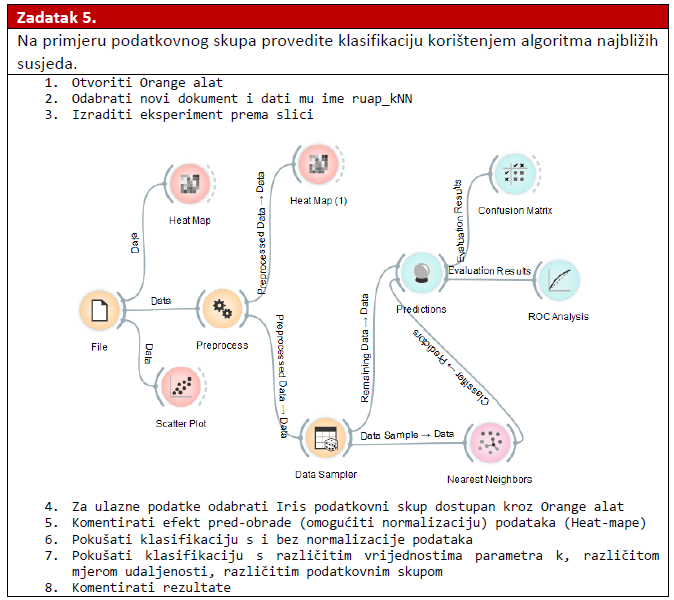 Zadatak 5.
Na primjeru podatkovnog skupa provedite klasifikaciju korištenjem algoritma najbližih
susjeda.
1. Otvoriti Orange alat
2. Odabrati novi dokument i dati mu ime ruap_kNN
3. Izraditi eksperiment prema slici
Heat Map
Heat Map (1)
Confusion Matrix
Data
Preprocessed Data → Data
Evaluation Results
Evaluation Results
File
Data
Preprocess
Predictions
ROC Analysis
Data
Scatter Plot
Preprocessed Data → Data
Remaining Data → Data
Classifier → Predictors
Data Sampler
Data Sample → Data
Nearest Neighbors
4. Za ulazne podatke odabrati Iris podatkovni skup dostupan kroz Orange alat
5. Komentirati efekt pred-obrade (omogućiti normalizaciju) podataka (Heat-mape)
6. Pokušati klasifikaciju s i bez normalizacije podataka
7. Pokušati klasifikaciju s različitim vrijednostima parametra k, različitom
mjerom udaljenosti, različitim podatkovnim skupom
8. Komentirati rezultate